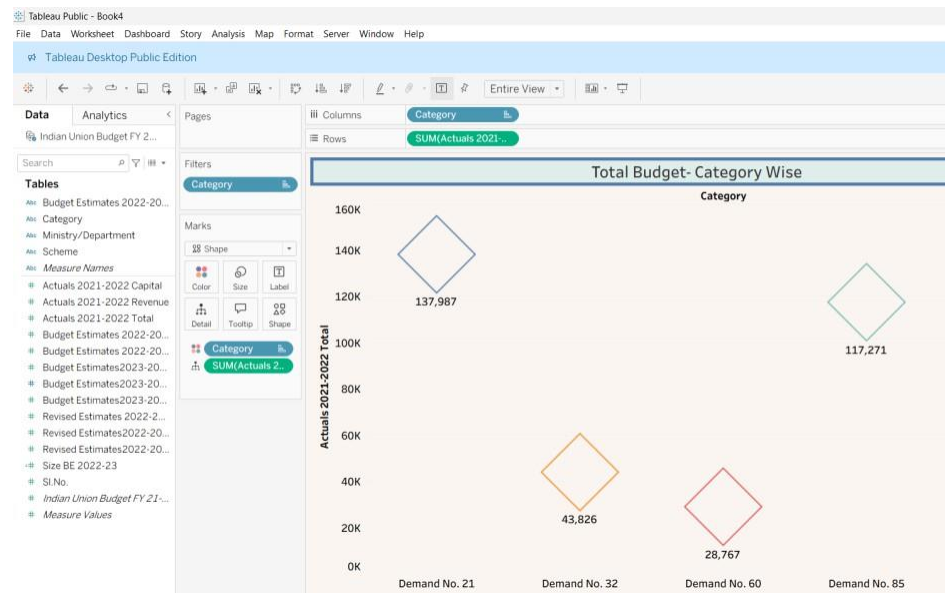 Tableau Public - Book4
File Data Worksheet Dashboard Story Analysis Map Format Server Window Help
Tableau Desktop Public Edition
Entire View
Data Analytics
Indian Union Budget FY 2...
Search
Tables
Abc Budget Estimates 2022-20...
Abc Category
Abc Ministry/Department
Abc Scheme
Abc Measure Names
# Actuals 2021-2022 Capital
# Actuals 2021-2022 Revenue
# Actuals 2021-2022 Total
# Budget Estimates 2022-20...
# Budget Estimates 2022-20...
# Budget Estimates2023-20...
# Budget Estimates2023-20...
# Budget Estimates2023-20...
# Revised Estimates 2022-2...
# Revised Estimates2022-20...
# Revised Estimates2022-20...
=# Size BE 2022-23
# Sl.No.
# Indian Union Budget FY 21-...
# Measure Values
Pages
Filters
Category
Marks
Shape
Color Size Label
Detail Tooltip Shape
Category
SUM(Actuals 2..
Columns Category
Rows SUM(Actuals 2021-..
Total Budget- Category Wise
Category
Actuals 2021-2022 Total
160K
140K
120K
100K
80K
60K
40K
20K
0K
137,987
43,826
28,767
117,271
Demand No. 21 Demand No. 32 Demand No. 60 Demand No. 85